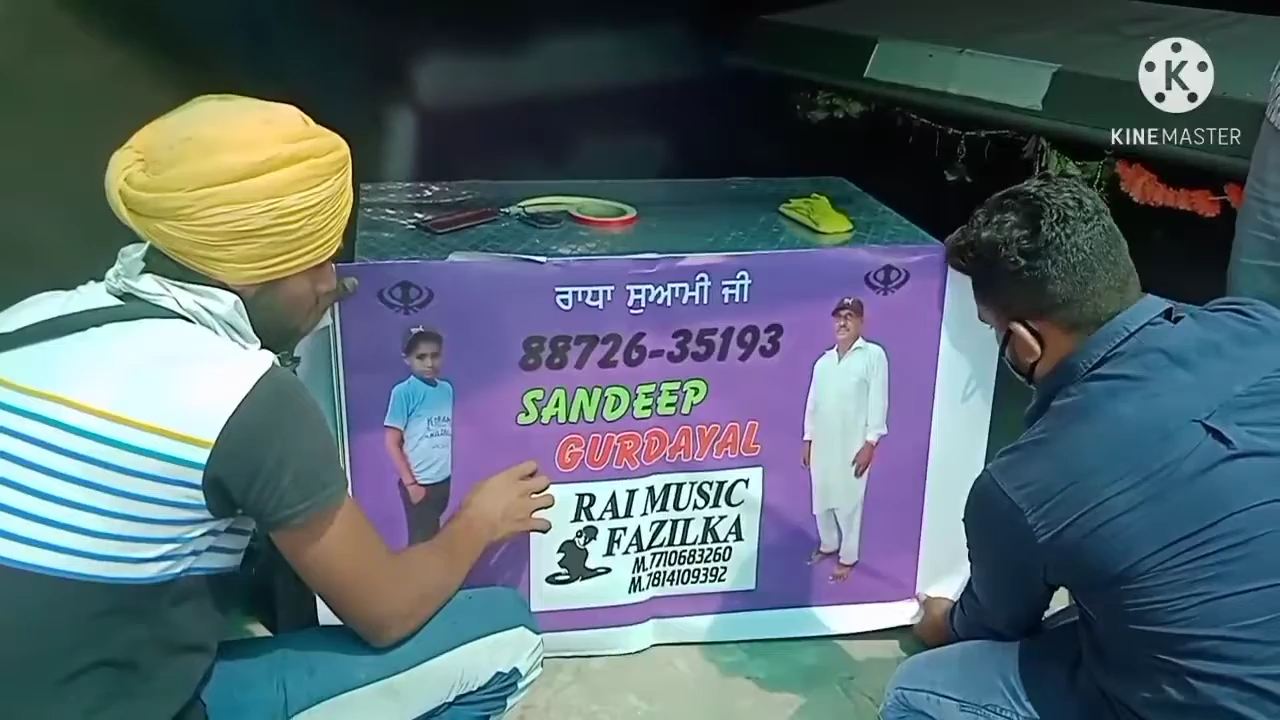 K
KINEMASTER
ਰਾਧਾ ਸੁਆਮੀ ਜੀ
88726-35193
SANDEEP
GURDAYAL
RAI MUSIC
FAZILKA
M.7710683260
M.7814109392